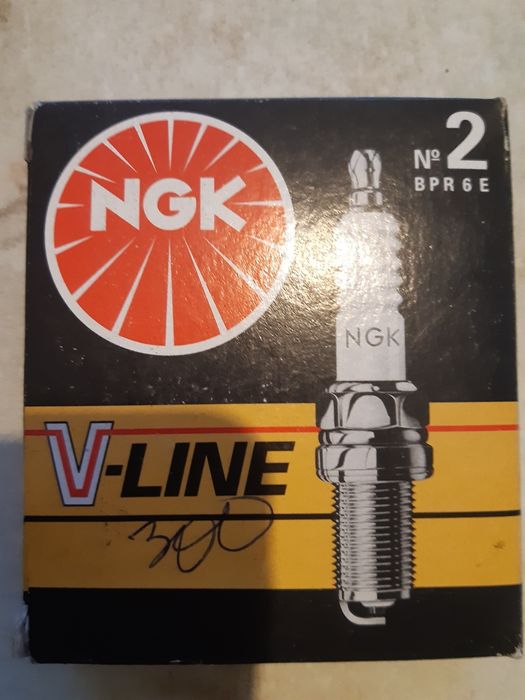 NGK
Nº 2
BPR6E
NGK
V-LINE
300